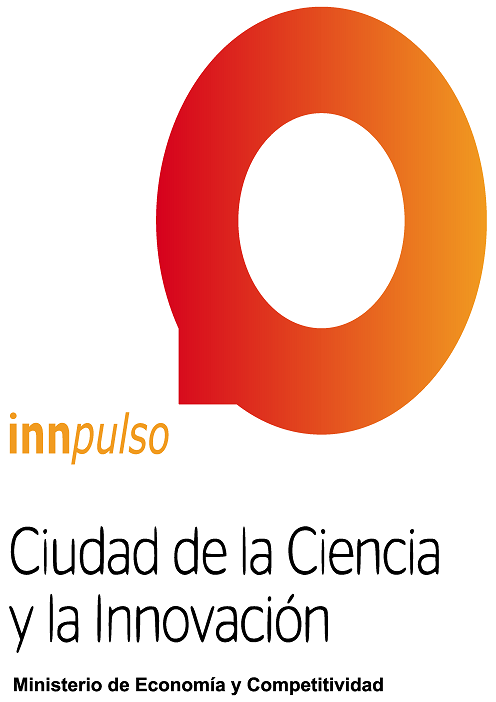 innpulso
Ciudad de la Ciencia
y la Innovación
Ministerio de Economía y Competitividad